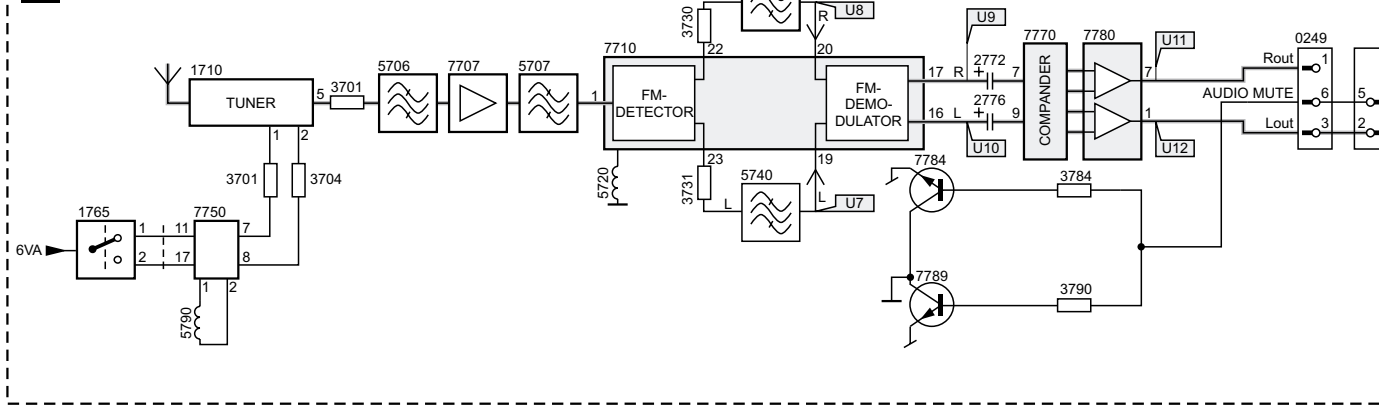 3730
R
U8
U9
7710
22
20
2772
7770
7780
U11
0249
1710
5706
7707
5707
17 R
+
7
7
Rout
1
TUNER
5
3701
1
FM-
DETECTOR
FM-
DEMO-
DULATOR
2776
COMPANDER
AUDIO MUTE
6
5
16 L
+
9
1
Lout
3
2
1
2
U10
U12
23
19
7784
3701
3704
5720
3731
5740
3784
L
L
U7
1765
7750
1
11
7
6VA
2
17
8
7789
3790
1
2
5790